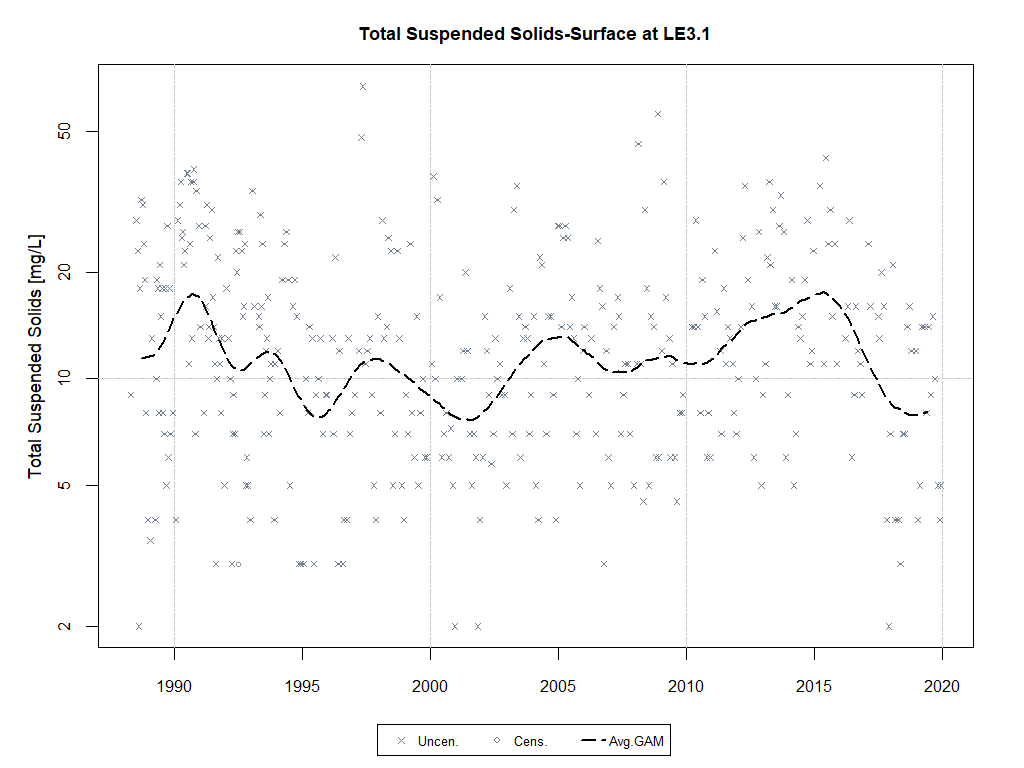 Total Suspended Solids-Surface at LE3.1
Total Suspended Solids [mg/L]
50
20
10
5
2
1990 1995 2000 2005 2010 2015 2020
Uncen. Cens. Avg.GAM